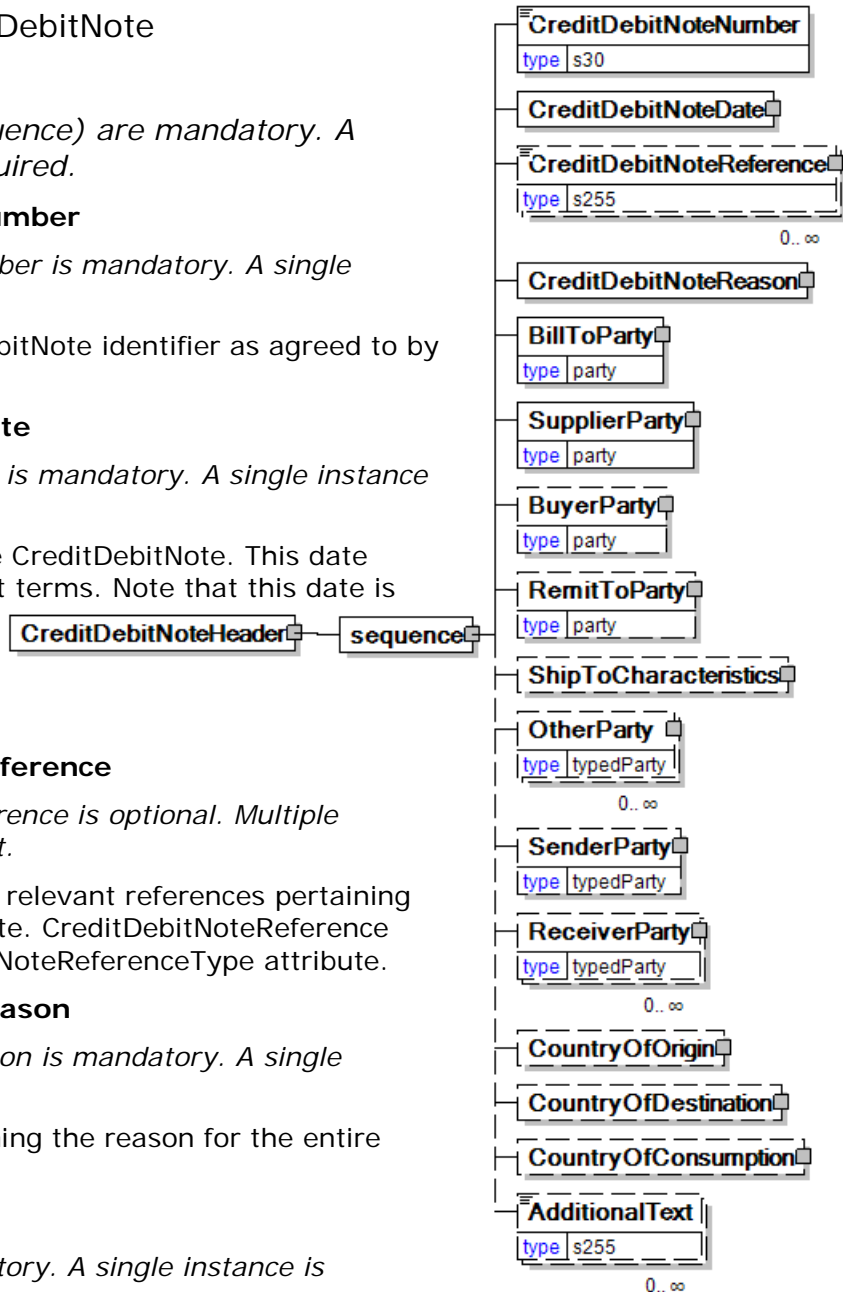 DebitNote
uence) are mandatory. A
uired.
umber
ber is mandatory. A single
bitNote identifier as agreed to by
te
is mandatory. A single instance
e CreditDebitNote. This date
t terms. Note that this date is
ference
rence is optional. Multiple
t.
relevant references pertaining
te. CreditDebitNoteReference
NoteReferenceType attribute.
eason
on is mandatory. A single
ning the reason for the entire
tory. A single instance is
CreditDebitNoteHeader
sequence
CreditDebitNoteNumber
type s30
CreditDebitNoteDate
CreditDebitNoteReference
type s255
0.. ∞
CreditDebitNoteReason
BillToParty
type party
SupplierParty
type party
BuyerParty
type party
RemitToParty
type party
ShipToCharacteristics
OtherParty
type typedParty
0.. ∞
SenderParty
type typedParty
ReceiverParty
type typedParty
0.. ∞
CountryOfOrigin
CountryOfDestination
CountryOfConsumption
AdditionalText
type s255
0.. ∞